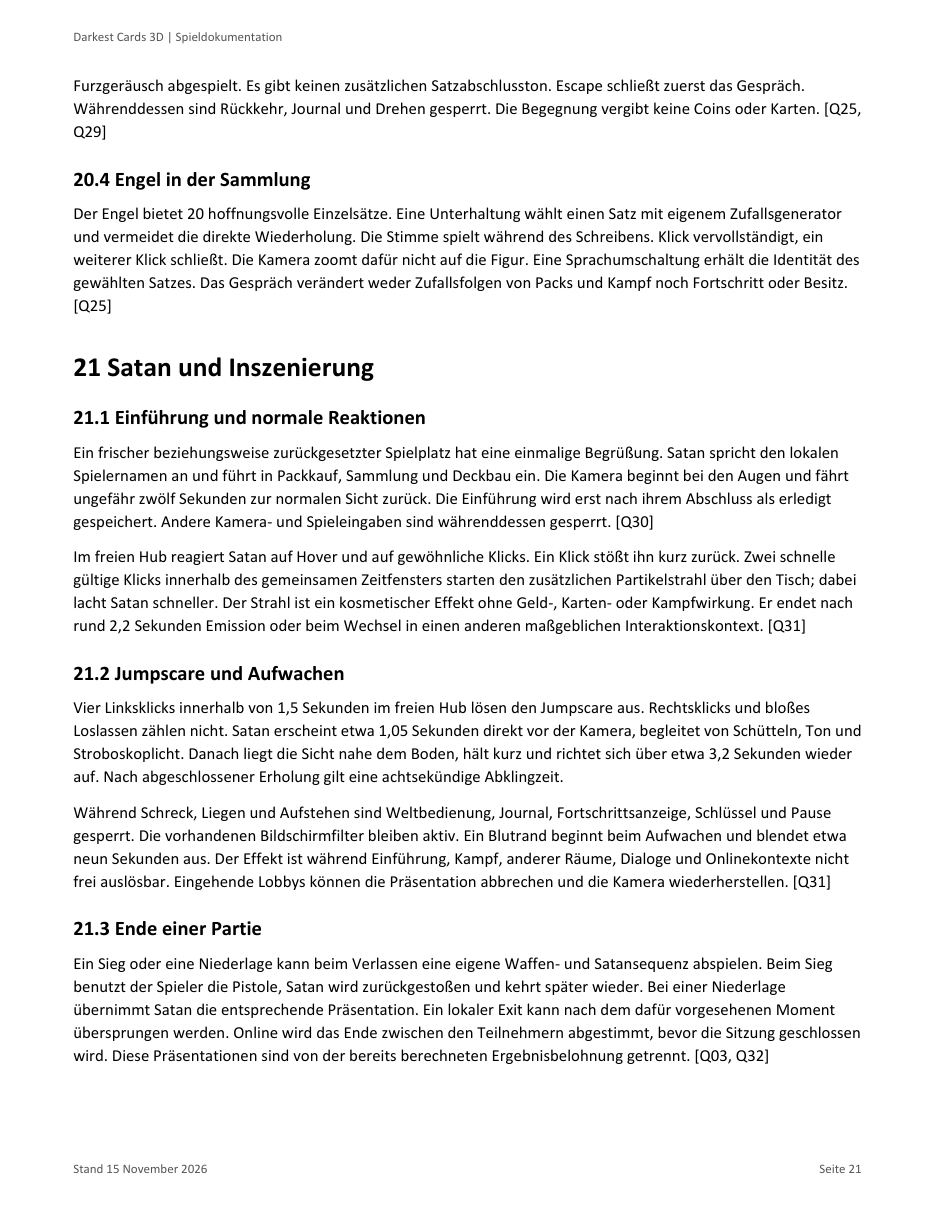 Darkest Cards 3D | Spieldokumentation
Furzgeräusch abgespielt. Es gibt keinen zusätzlichen Satzabschlusston. Escape schließt zuerst das Gespräch.
Währenddessen sind Rückkehr, Journal und Drehen gesperrt. Die Begegnung vergibt keine Coins oder Karten. [Q25,
Q29]
20.4 Engel in der Sammlung
Der Engel bietet 20 hoffnungsvolle Einzelsätze. Eine Unterhaltung wählt einen Satz mit eigenem Zufallsgenerator
und vermeidet die direkte Wiederholung. Die Stimme spielt während des Schreibens. Klick vervollständigt, ein
weiterer Klick schließt. Die Kamera zoomt dafür nicht auf die Figur. Eine Sprachumschaltung erhält die Identität des
gewählten Satzes. Das Gespräch verändert weder Zufallsfolgen von Packs und Kampf noch Fortschritt oder Besitz.
[Q25]
21 Satan und Inszenierung
21.1 Einführung und normale Reaktionen
Ein frischer beziehungsweise zurückgesetzter Spielplatz hat eine einmalige Begrüßung. Satan spricht den lokalen
Spielernamen an und führt in Packkauf, Sammlung und Deckbau ein. Die Kamera beginnt bei den Augen und fährt
ungefähr zwölf Sekunden zur normalen Sicht zurück. Die Einführung wird erst nach ihrem Abschluss als erledigt
gespeichert. Andere Kamera- und Spieleingaben sind währenddessen gesperrt. [Q30]
Im freien Hub reagiert Satan auf Hover und auf gewöhnliche Klicks. Ein Klick stößt ihn kurz zurück. Zwei schnelle
gültige Klicks innerhalb des gemeinsamen Zeitfensters starten den zusätzlichen Partikelstrahl über den Tisch; dabei
lacht Satan schneller. Der Strahl ist ein kosmetischer Effekt ohne Geld-, Karten- oder Kampfwirkung. Er endet nach
rund 2,2 Sekunden Emission oder beim Wechsel in einen anderen maßgeblichen Interaktionskontext. [Q31]
21.2 Jumpscare und Aufwachen
Vier Linksklicks innerhalb von 1,5 Sekunden im freien Hub lösen den Jumpscare aus. Rechtsklicks und bloßes
Loslassen zählen nicht. Satan erscheint etwa 1,05 Sekunden direkt vor der Kamera, begleitet von Schütteln, Ton und
Stroboskoplicht. Danach liegt die Sicht nahe dem Boden, hält kurz und richtet sich über etwa 3,2 Sekunden wieder
auf. Nach abgeschlossener Erholung gilt eine achtsekündige Abklingzeit.
Während Schreck, Liegen und Aufstehen sind Weltbedienung, Journal, Fortschrittsanzeige, Schlüssel und Pause
gesperrt. Die vorhandenen Bildschirmfilter bleiben aktiv. Ein Blutrand beginnt beim Aufwachen und blendet etwa
neun Sekunden aus. Der Effekt ist während Einführung, Kampf, anderer Räume, Dialoge und Onlinekontexte nicht
frei auslösbar. Eingehende Lobbys können die Präsentation abbrechen und die Kamera wiederherstellen. [Q31]
21.3 Ende einer Partie
Ein Sieg oder eine Niederlage kann beim Verlassen eine eigene Waffen- und Satansequenz abspielen. Beim Sieg
benutzt der Spieler die Pistole, Satan wird zurückgestoßen und kehrt später wieder. Bei einer Niederlage
übernimmt Satan die entsprechende Präsentation. Ein lokaler Exit kann nach dem dafür vorgesehenen Moment
übersprungen werden. Online wird das Ende zwischen den Teilnehmern abgestimmt, bevor die Sitzung geschlossen
wird. Diese Präsentationen sind von der bereits berechneten Ergebnisbelohnung getrennt. [Q03, Q32]
Stand 15 November 2026
Seite 21